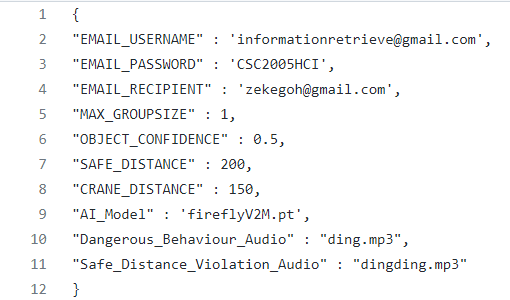 1 {
2 "EMAIL_USERNAME" : 'informationretrieve@gmail.com',
3 "EMAIL_PASSWORD" : 'CSC2005HCI',
4 "EMAIL_RECIPIENT" : 'zekegoh@gmail.com',
5 "MAX_GROUPSIZE" : 1,
6 "OBJECT_CONFIDENCE" : 0.5,
7 "SAFE_DISTANCE" : 200,
8 "CRANE_DISTANCE" : 150,
9 "AI_Model" : 'fireflyV2M.pt',
10 "Dangerous_Behaviour_Audio" : "ding.mp3",
11 "Safe_Distance_Violation_Audio" : "dingding.mp3"
12 }